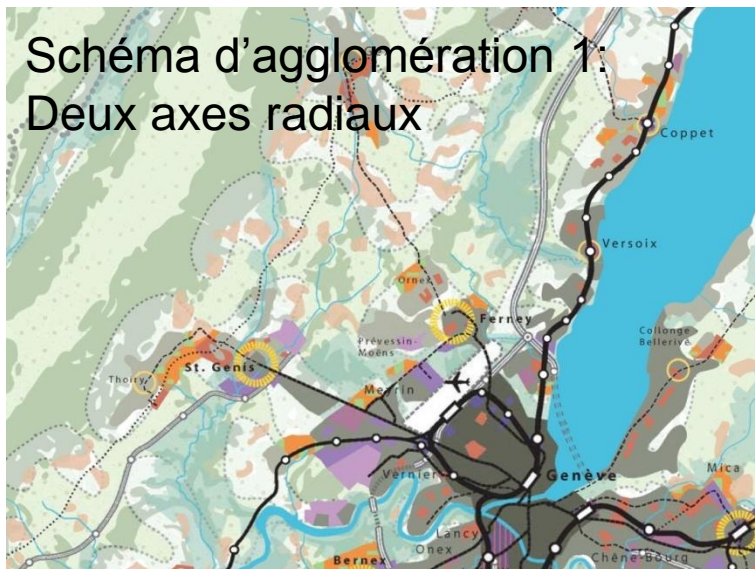 Schéma d’agglomération 1:
Deux axes radiaux
Coppet
Versoix
Ornex
Ferney
Collonge
Bellerive
Prévessin-
Moëns
St. Genis
Thoiry
Meyrin
Vernier
Genève
Mica
Lancy
Onex
Chêne-Bourg
Bernex